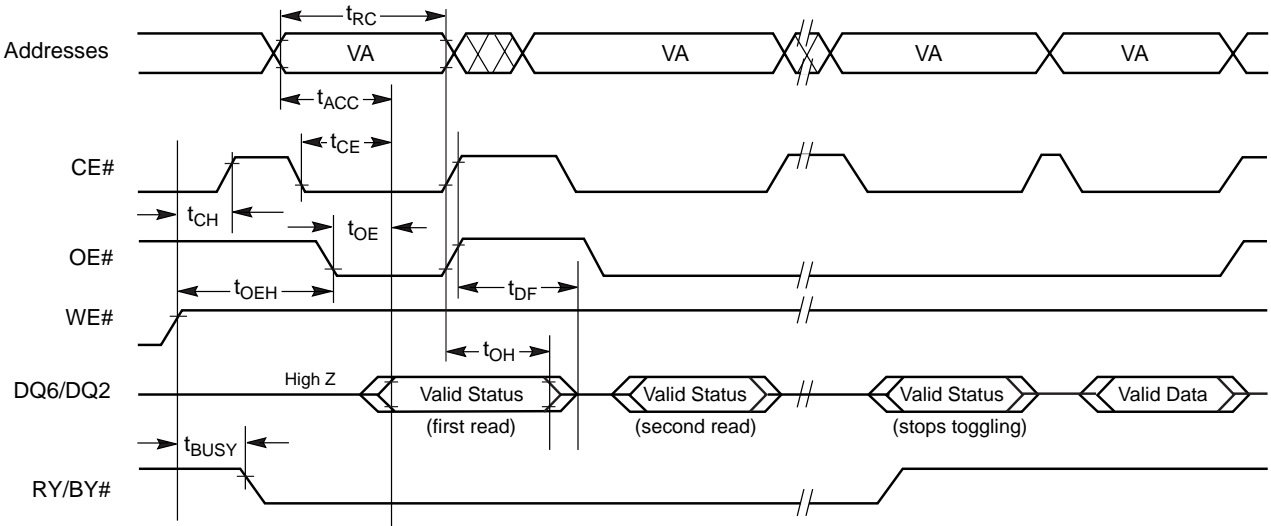 tRC
Addresses VA VA VA VA
tACC
tCE
CE#
tCH tOE
OE#
tOEH tDF
WE#
tOH
High Z
DQ6/DQ2 Valid Status Valid Status Valid Status Valid Data
(first read) (second read) (stops toggling)
tBUSY
RY/BY#